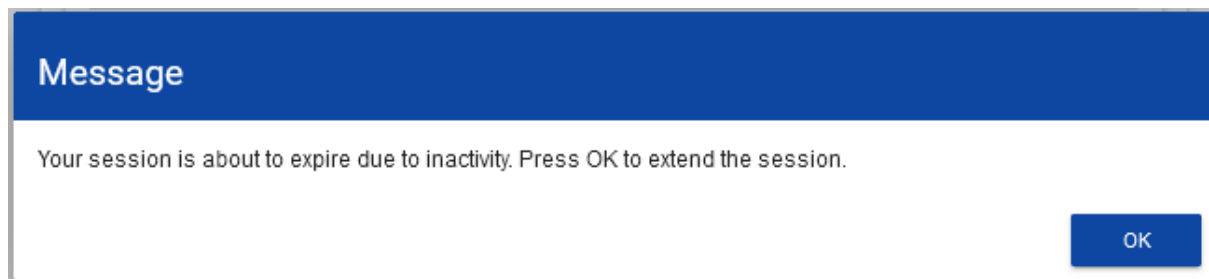 Message
Your session is about to expire due to inactivity. Press OK to extend the session.
OK